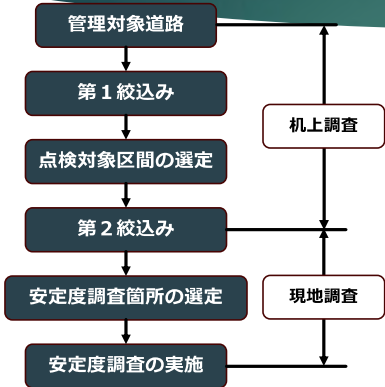 管理対象道路
第１絞込み
点検対象区間の選定
第２絞込み
安定度調査箇所の選定
安定度調査の実施
机上調査
現地調査